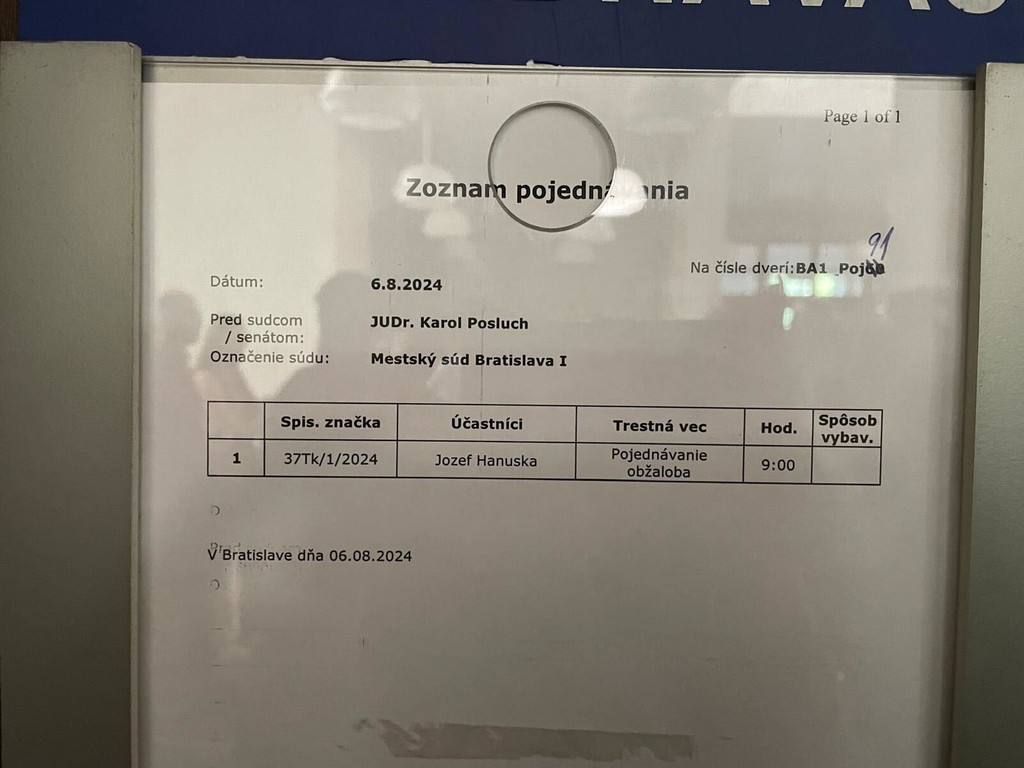 Page 1 of 1
Zoznam pojednávania
91
Na čísle dverí: BA1_Poj
Dátum: 6.8.2024
Pred sudcom / senátom: JUDr. Karol Posluch
Označenie súdu: Mestský súd Bratislava I
Spis. značka Účastníci Trestná vec Hod. Spôsob vybav.
1 37Tk/1/2024 Jozef Hanuska Pojednávanie obžaloba 9:00
V Bratislave dňa 06.08.2024